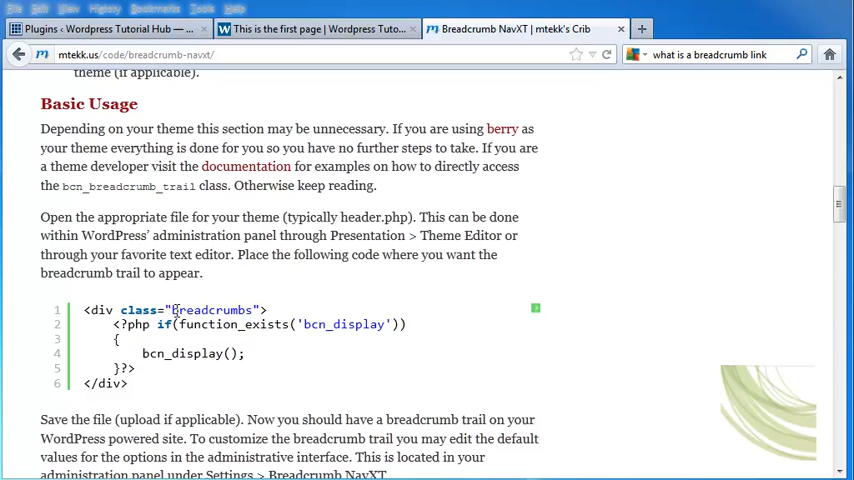 File Edit View History Bookmarks Tools Help
Plugins ‹ Wordpress Tutorial Hub — ...
This is the first page | Wordpress Tuto...
Breadcrumb NavXT | mtekk's Crib
mtekk.us/code/breadcrumb-navxt/
what is a breadcrumb link
theme (if applicable).
Basic Usage
Depending on your theme this section may be unnecessary. If you are using berry as
your theme everything is done for you so you have no further steps to take. If you are
a theme developer visit the documentation for examples on how to directly access
the bcn_breadcrumb_trail class. Otherwise keep reading.
Open the appropriate file for your theme (typically header.php). This can be done
within WordPress' administration panel through Presentation > Theme Editor or
through your favorite text editor. Place the following code where you want the
breadcrumb trail to appear.
1 <div class="breadcrumbs">
2 <?php if(function_exists('bcn_display'))
3 {
4 bcn_display();
5 }?>
6 </div>
Save the file (upload if applicable). Now you should have a breadcrumb trail on your
WordPress powered site. To customize the breadcrumb trail you may edit the default
values for the options in the administrative interface. This is located in your
administration panel under Settings > Breadcrumb NavXT.